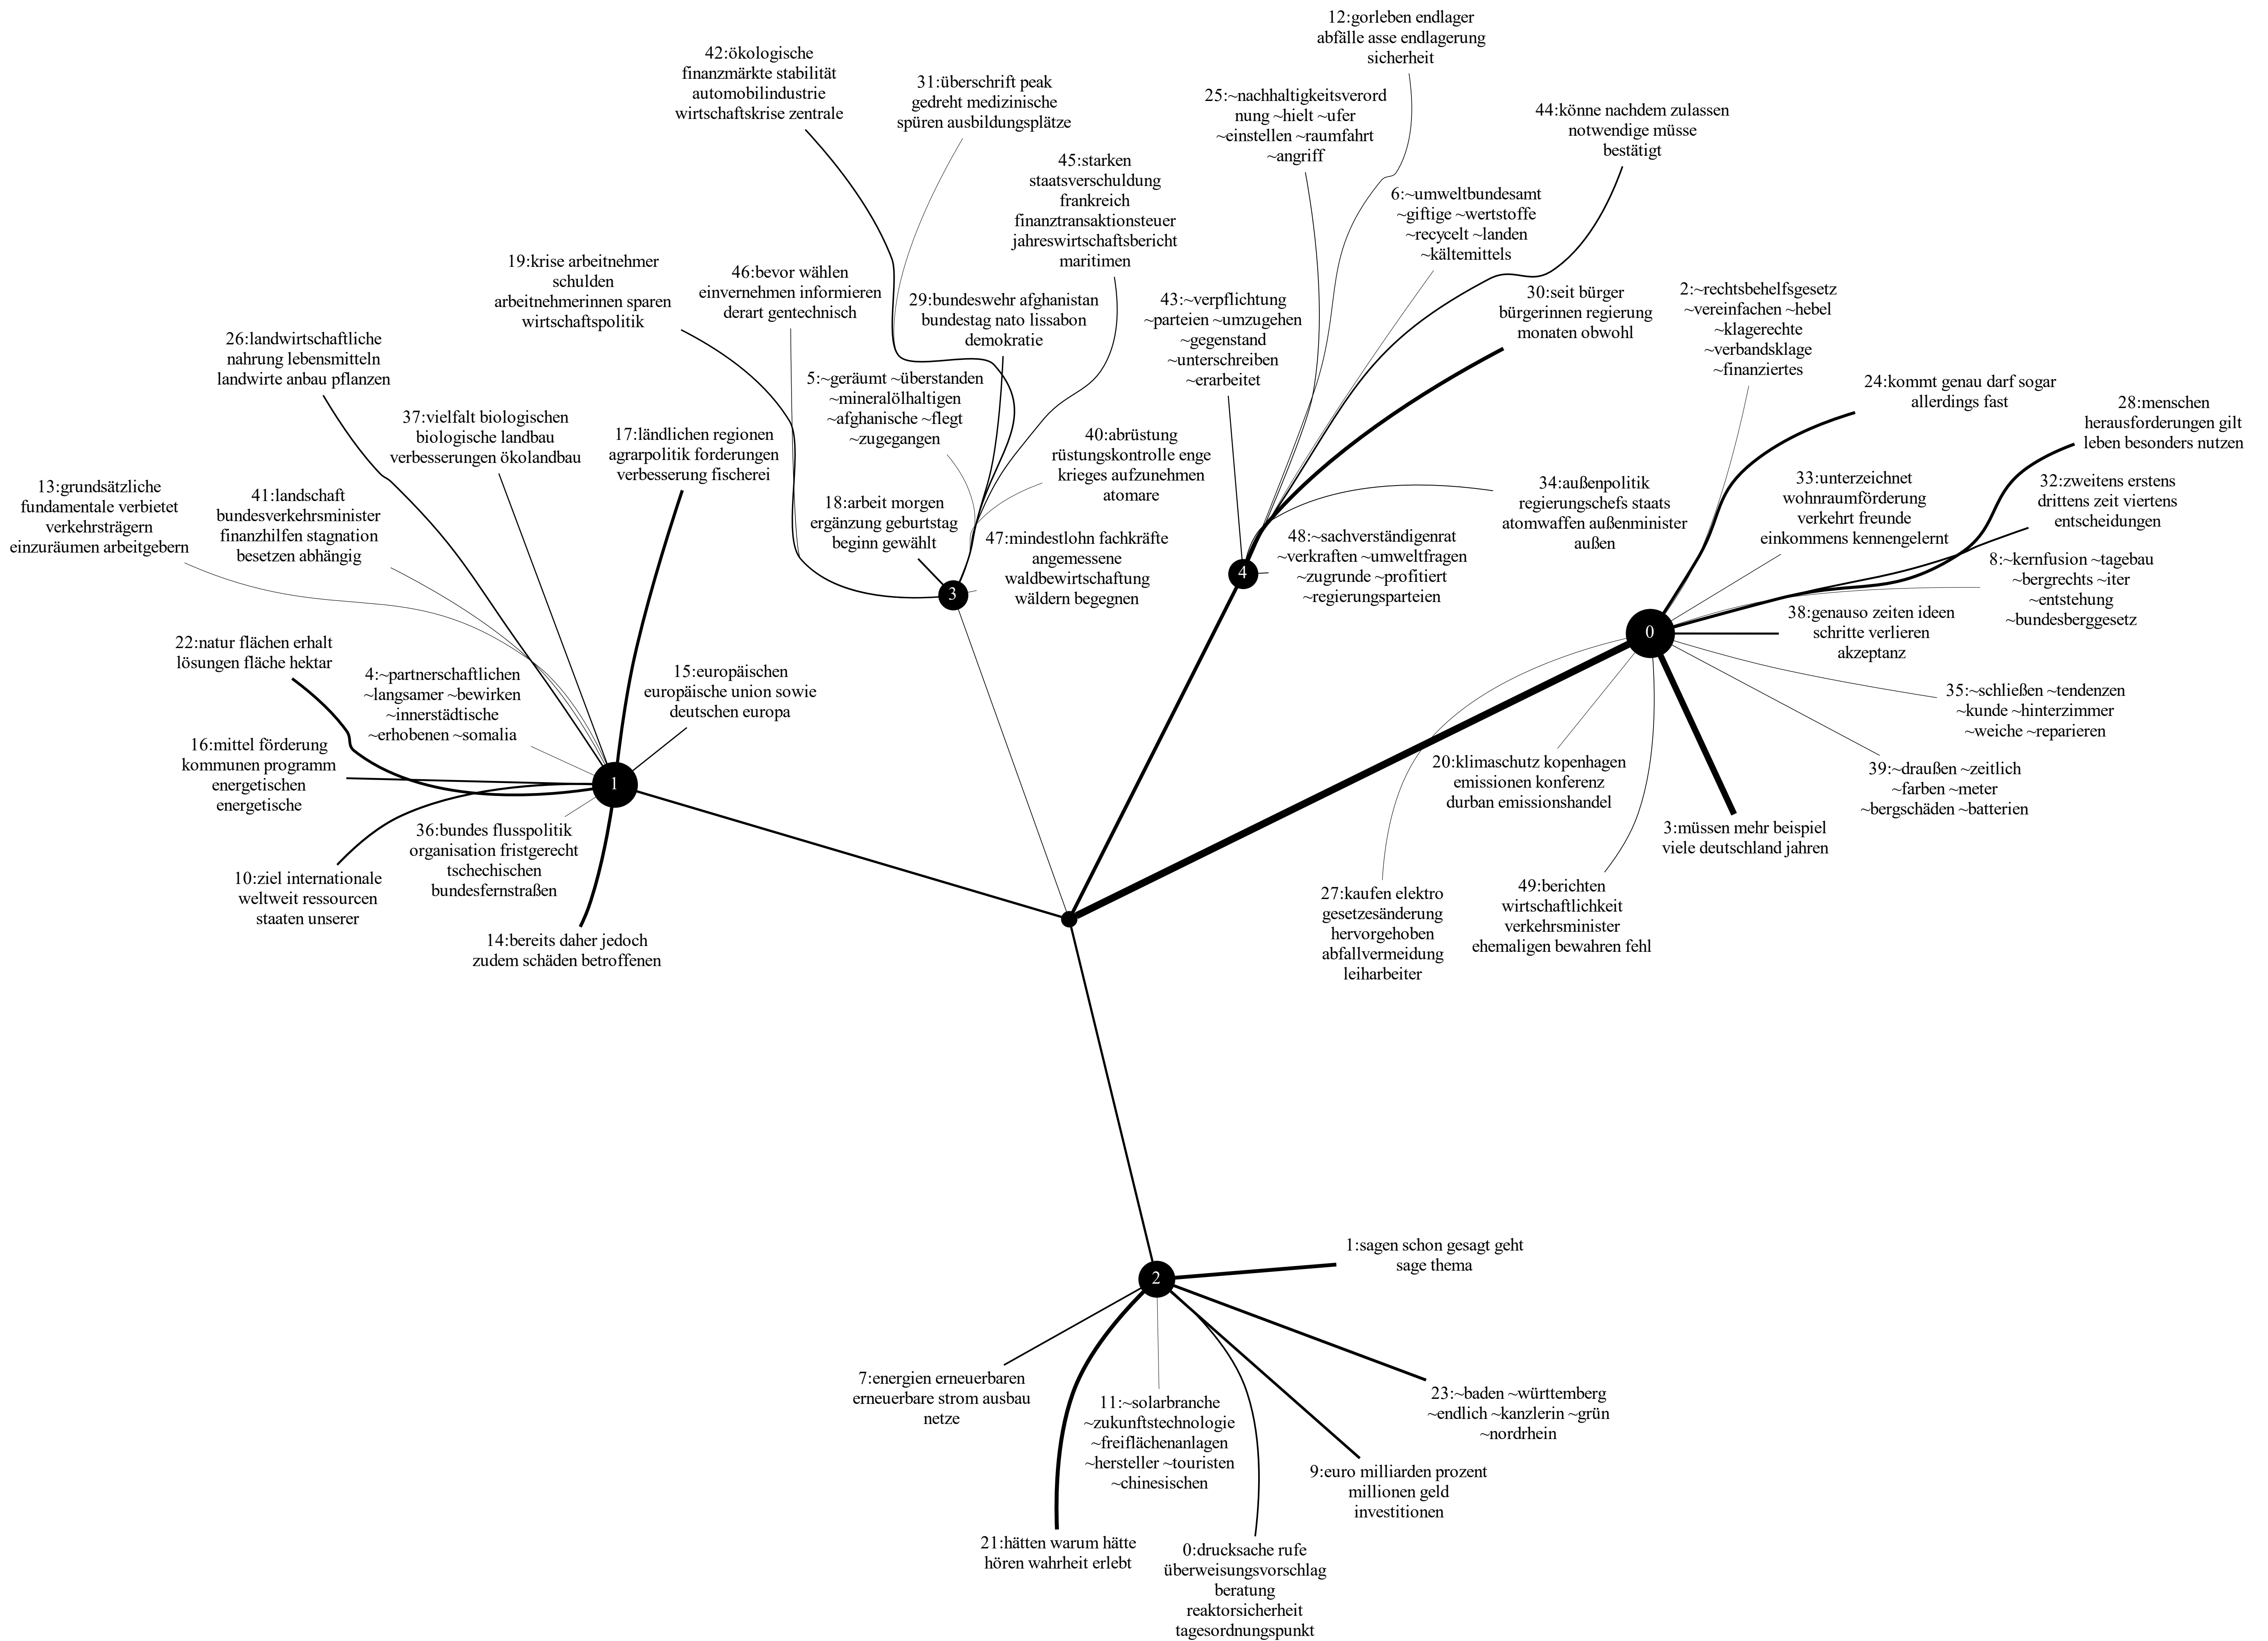 12:gorleben endlager
abfälle asse endlagerung
sicherheit
42:ökologische
finanzmärkte stabilität
automobilindustrie
wirtschaftskrise zentrale
31:überschrift peak
gedreht medizinische
spüren ausbildungsplätze
25:~nachhaltigkeitsverord
nung ~hielt ~ufer
~einstellen ~raumfahrt
~angriff
44:könne nachdem zulassen
notwendige müsse
bestätigt
45:starken
staatsverschuldung
frankreich
finanztransaktionsteuer
jahreswirtschaftsbericht
maritimen
6:~umweltbundesamt
~giftige ~wertstoffe
~recycelt ~landen
~kältemittels
19:krise arbeitnehmer
schulden
arbeitnehmerinnen sparen
wirtschaftspolitik
46:bevor wählen
einvernehmen informieren
derart gentechnisch
29:bundeswehr afghanistan
bundestag nato lissabon
demokratie
43:~verpflichtung
~parteien ~umzugehen
~gegenstand
~unterschreiben
~erarbeitet
30:seit bürger
bürgerinnen regierung
monaten obwohl
2:~rechtsbehelfsgesetz
~vereinfachen ~hebel
~klagerechte
~verbandsklage
~finanziertes
26:landwirtschaftliche
nahrung lebensmitteln
landwirte anbau pflanzen
5:~geräumt ~überstanden
~mineralölhaltigen
~afghanische ~flegt
~zugegangen
24:kommt genau darf sogar
allerdings fast
28:menschen
herausforderungen gilt
leben besonders nutzen
37:vielfalt biologischen
biologische landbau
verbesserungen ökolandbau
17:ländlichen regionen
agrarpolitik forderungen
verbesserung fischerei
40:abrüstung
rüstungskontrolle enge
krieges aufzunehmen
atomare
13:grundsätzliche
fundamentale verbietet
verkehrsträgern
einzuräumen arbeitgebern
41:landschaft
bundesverkehrsminister
finanzhilfen stagnation
besetzen abhängig
18:arbeit morgen
ergänzung geburtstag
beginn gewählt
34:außenpolitik
regierungschefs staats
atomwaffen außenminister
außen
33:unterzeichnet
wohnraumförderung
verkehrt freunde
einkommens kennengelernt
32:zweitens erstens
drittens zeit viertens
entscheidungen
47:mindestlohn fachkräfte
angemessene
waldbewirtschaftung
wäldern begegnen
48:~sachverständigenrat
~verkraften ~umweltfragen
~zugrunde ~profitiert
~regierungsparteien
8:~kernfusion ~tagebau
~bergrechts ~iter
~entstehung
~bundesberggesetz
3
4
0
38:genauso zeiten ideen
schritte verlieren
akzeptanz
22:natur flächen erhalt
lösungen fläche hektar
4:~partnerschaftlichen
~langsamer ~bewirken
~innerstädtische
~erhobenen ~somalia
15:europäischen
europäische union sowie
deutschen europa
35:~schließen ~tendenzen
~kunde ~hinterzimmer
~weiche ~reparieren
16:mittel förderung
kommunen programm
energetischen
energetische
1
20:klimaschutz kopenhagen
emissionen konferenz
durban emissionshandel
39:~draußen ~zeitlich
~farben ~meter
~bergschäden ~batterien
36:bundes flusspolitik
organisation fristgerecht
tschechischen
bundesfernstraßen
3:müssen mehr beispiel
viele deutschland jahren
10:ziel internationale
weltweit ressourcen
staaten unserer
27:kaufen elektro
gesetzesänderung
hervorgehoben
abfallvermeidung
leiharbeiter
49:berichten
wirtschaftlichkeit
verkehrsminister
ehemaligen bewahren fehl
14:bereits daher jedoch
zudem schäden betroffenen
1:sagen schon gesagt geht
sage thema
2
7:energien erneuerbaren
erneuerbare strom ausbau
netze
11:~solarbranche
~zukunftstechnologie
~freiflächenanlagen
~hersteller ~touristen
~chinesischen
23:~baden ~württemberg
~endlich ~kanzlerin ~grün
~nordrhein
9:euro milliarden prozent
millionen geld
investitionen
21:hätten warum hätte
hören wahrheit erlebt
0:drucksache rufe
überweisungsvorschlag
beratung
reaktorsicherheit
tagesordnungspunkt